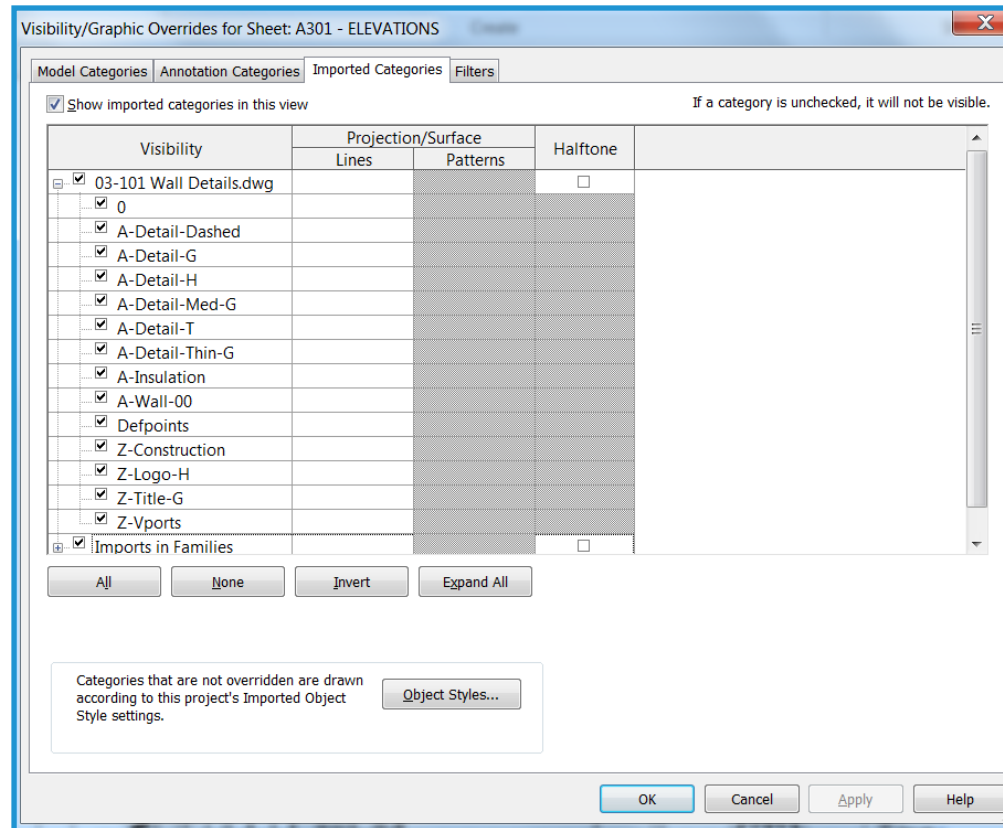 Visibility/Graphic Overrides for Sheet: A301 - ELEVATIONS
Model Categories Annotation Categories Imported Categories Filters
Show imported categories in this view If a category is unchecked, it will not be visible.
Visibility Projection/Surface Halftone
Lines Patterns
03-101 Wall Details.dwg
0
A-Detail-Dashed
A-Detail-G
A-Detail-H
A-Detail-Med-G
A-Detail-T
A-Detail-Thin-G
A-Insulation
A-Wall-00
Defpoints
Z-Construction
Z-Logo-H
Z-Title-G
Z-Vports
Imports in Families
All None Invert Expand All
Categories that are not overridden are drawn
according to this project's Imported Object
Style settings.
Object Styles...
OK Cancel Apply Help